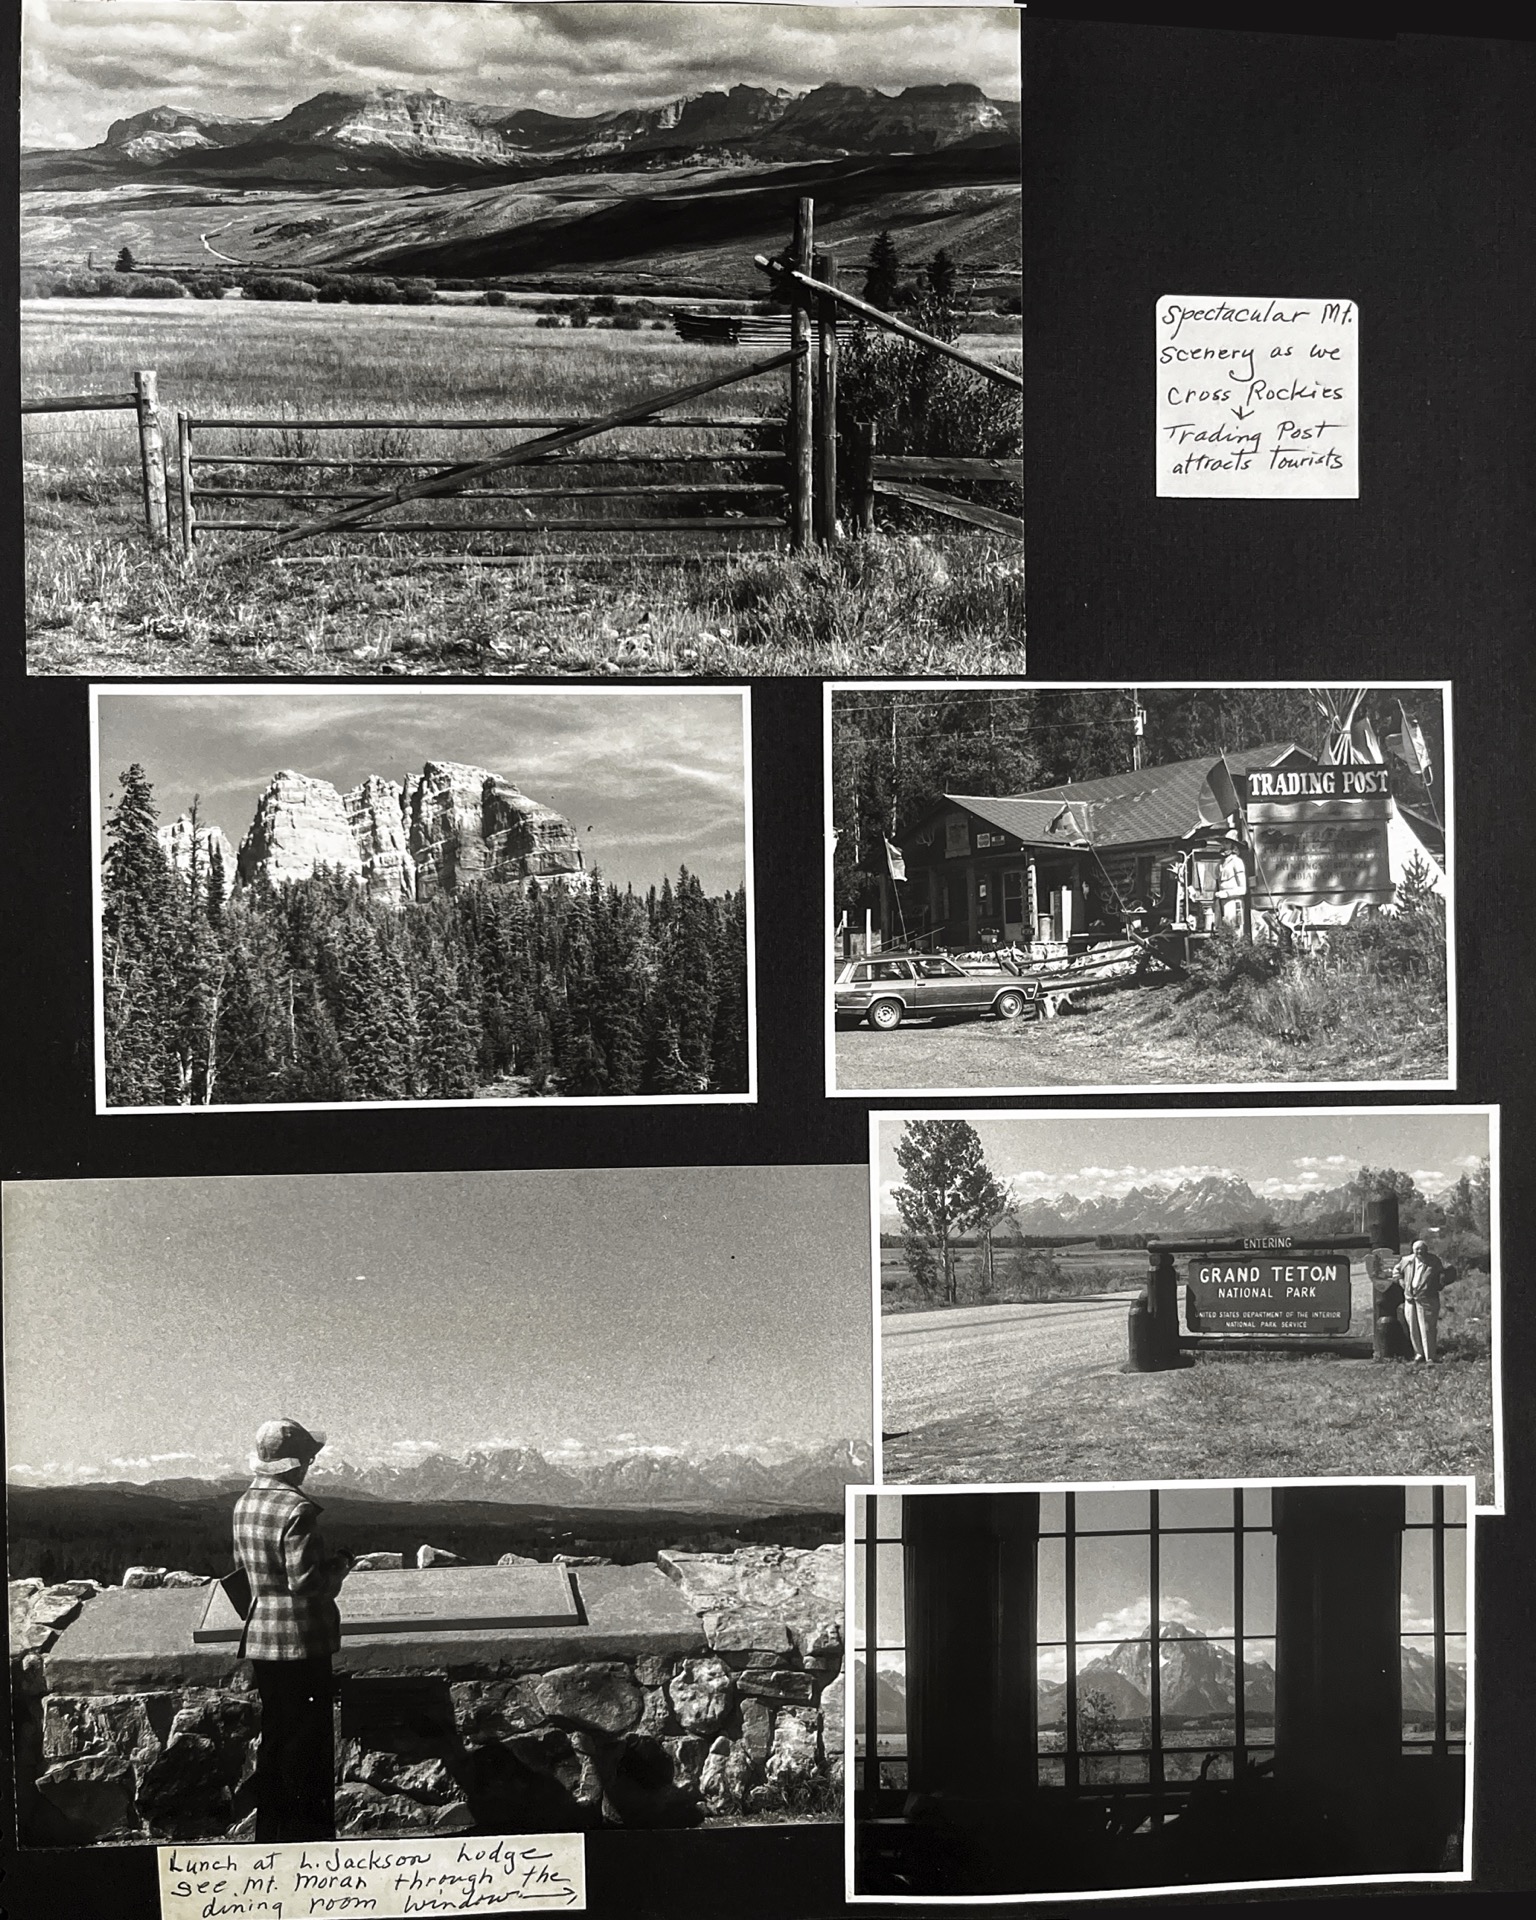 Spectacular Mt.
Scenery as we
Cross Rockies
↓
Trading Post
attracts Tourists
TRADING POST
ENTERING
GRAND TETON
NATIONAL PARK
UNITED STATES DEPARTMENT OF THE INTERIOR
NATIONAL PARK SERVICE
Lunch at L. Jackson Lodge
see Mt. Moran through the
dining room window →